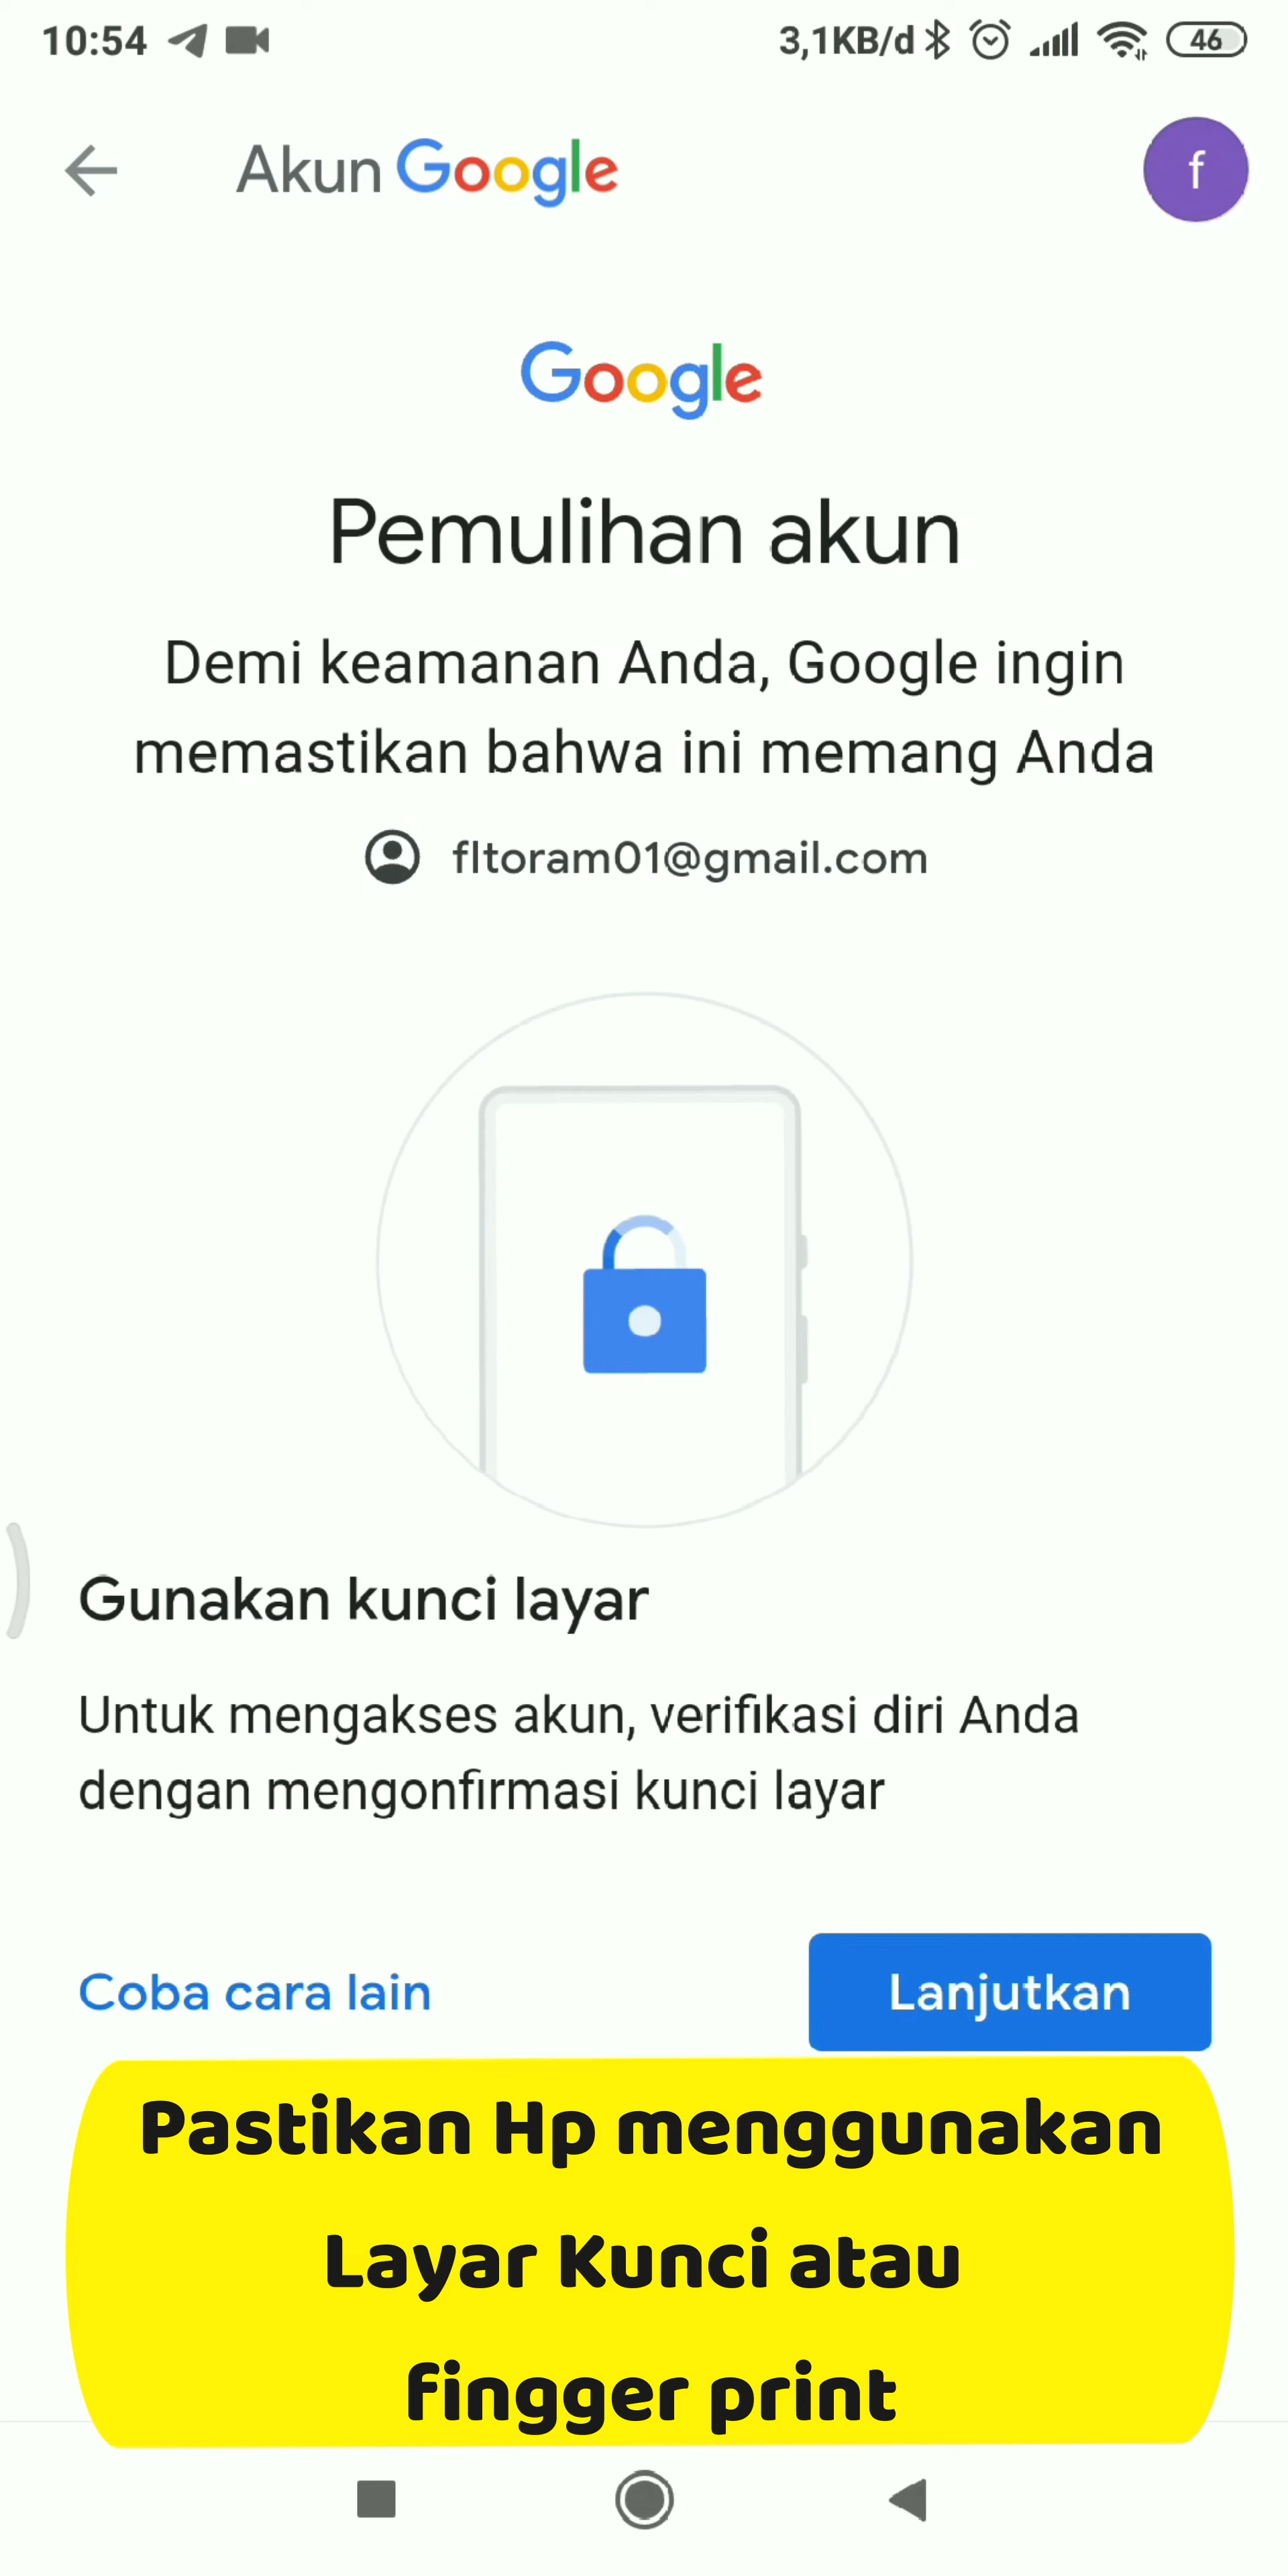 10:54 3,1KB/d 46
Akun Google f
Google
Pemulihan akun
Demi keamanan Anda, Google ingin
memastikan bahwa ini memang Anda
fltoram01@gmail.com
Gunakan kunci layar
Untuk mengakses akun, verifikasi diri Anda
dengan mengonfirmasi kunci layar
Coba cara lain Lanjutkan
Pastikan Hp menggunakan
Layar Kunci atau
fingger print